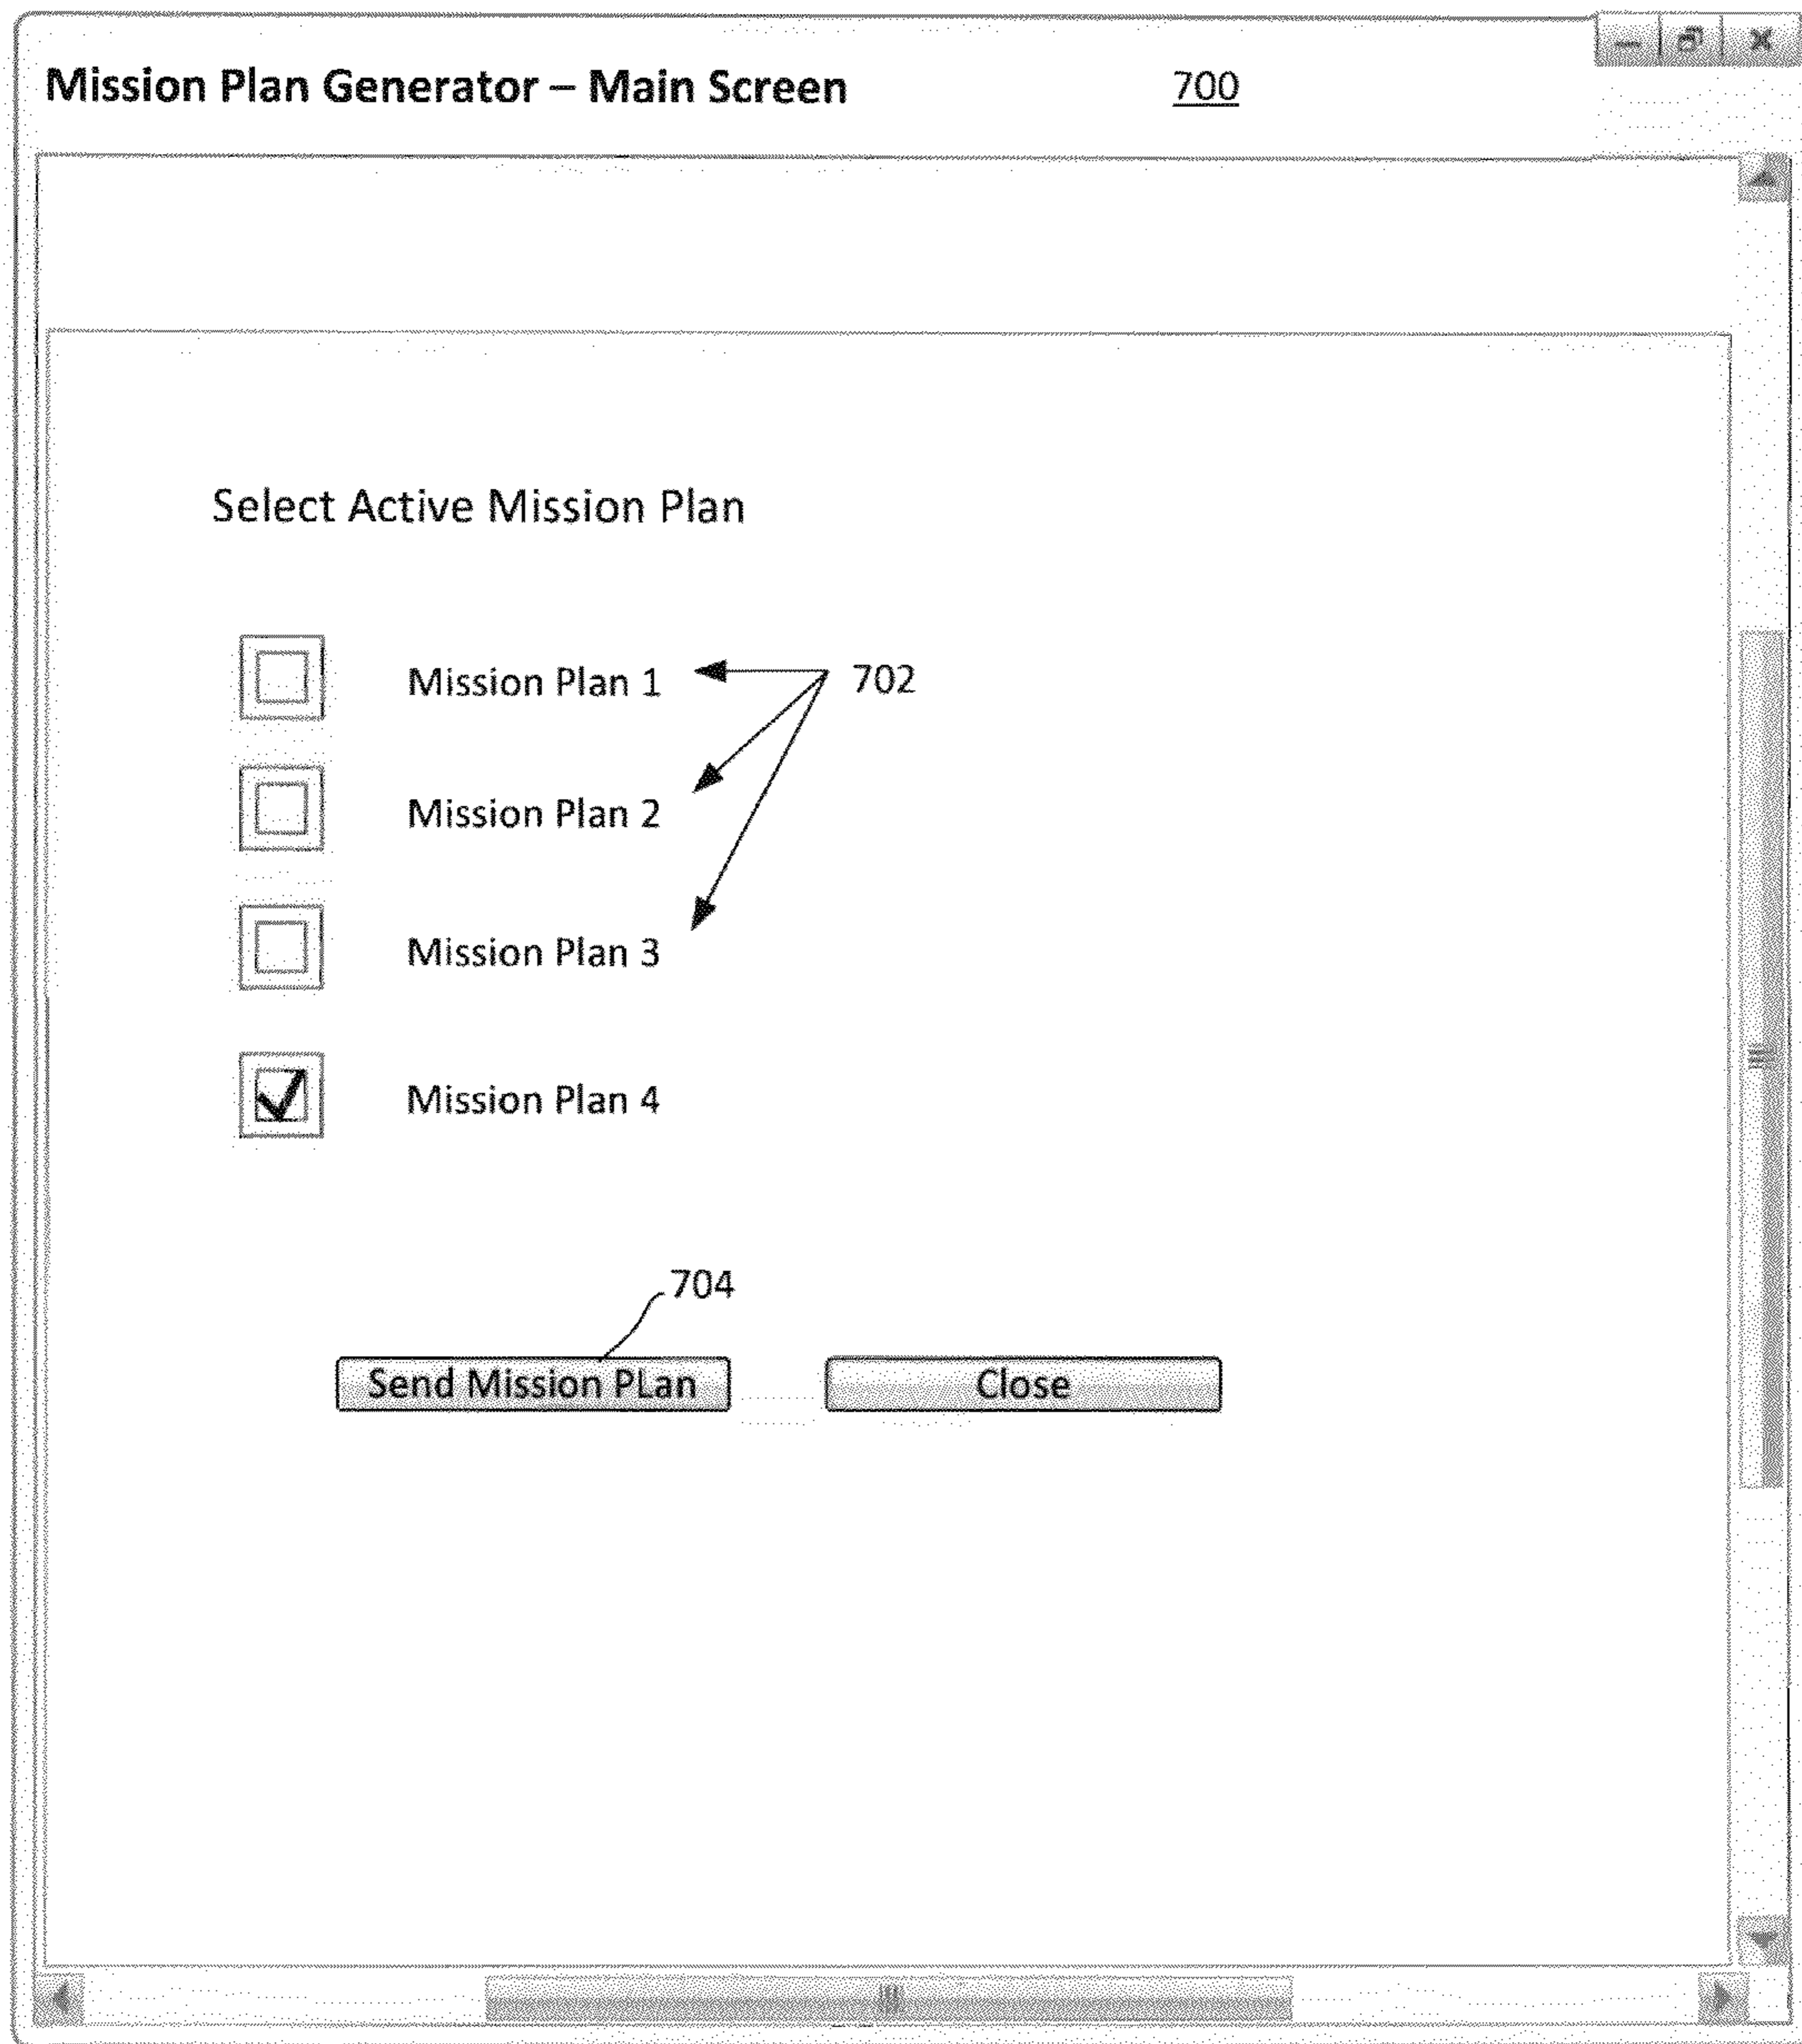 Mission Plan Generator – Main Screen 700
Select Active Mission Plan
Mission Plan 1 702
Mission Plan 2
Mission Plan 3
Mission Plan 4
704
Send Mission PLan Close